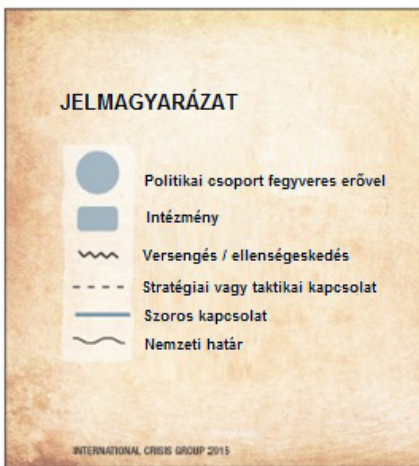 JELMAGYARÁZAT
Politikai csoport fegyveres erővel
Intézmény
Versengés / ellenségeskedés
Stratégiai vagy taktikai kapcsolat
Szoros kapcsolat
Nemzeti határ
INTERNATIONAL CRISIS GROUP 2015